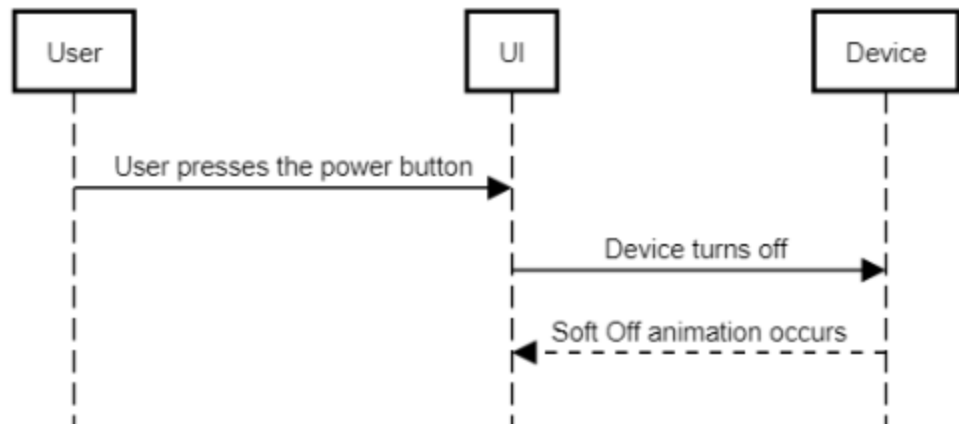 User
UI
Device
User presses the power button
Device turns off
Soft Off animation occurs